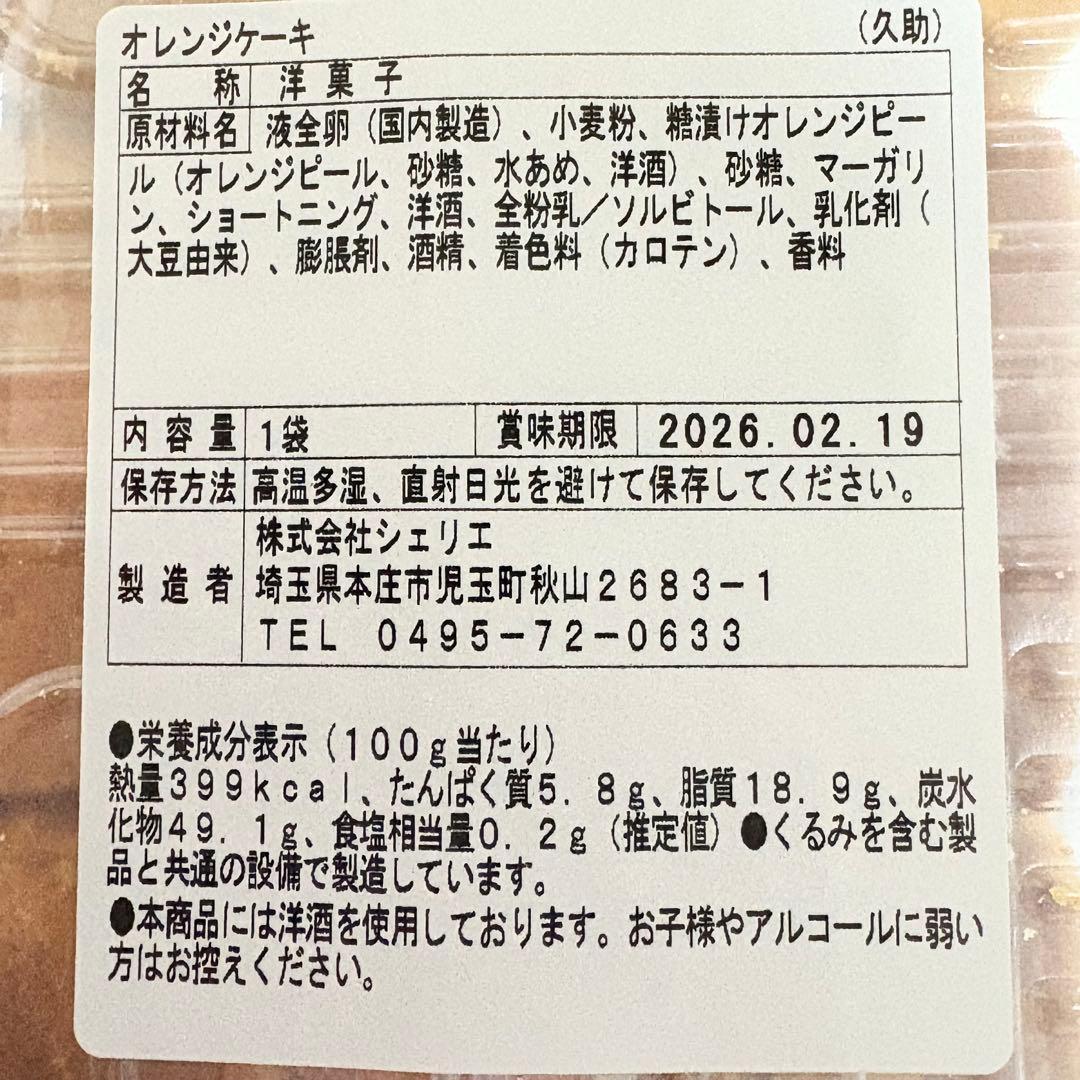 オレンジケーキ （久助）
名称 洋菓子
原材料名 液全卵（国内製造）、小麦粉、糖漬けオレンジピー
ル（オレンジピール、砂糖、水あめ、洋酒）、砂糖、マーガリ
ン、ショートニング、洋酒、全粉乳／ソルビトール、乳化剤（
大豆由来）、膨脹剤、酒精、着色料（カロテン）、香料
内容量 1袋 賞味期限 2026.02.19
保存方法 高温多湿、直射日光を避けて保存してください。
株式会社シェリエ
製造者 埼玉県本庄市児玉町秋山２６８３－１
ＴＥＬ ０４９５－７２－０６３３
●栄養成分表示（１００ｇ当たり）
熱量３９９ｋｃａｌ、たんぱく質５．８ｇ、脂質１８．９ｇ、炭水
化物４９．１ｇ、食塩相当量０．２ｇ（推定値）●くるみを含む製
品と共通の設備で製造しています。
●本商品には洋酒を使用しております。お子様やアルコールに弱い
方はお控えください。